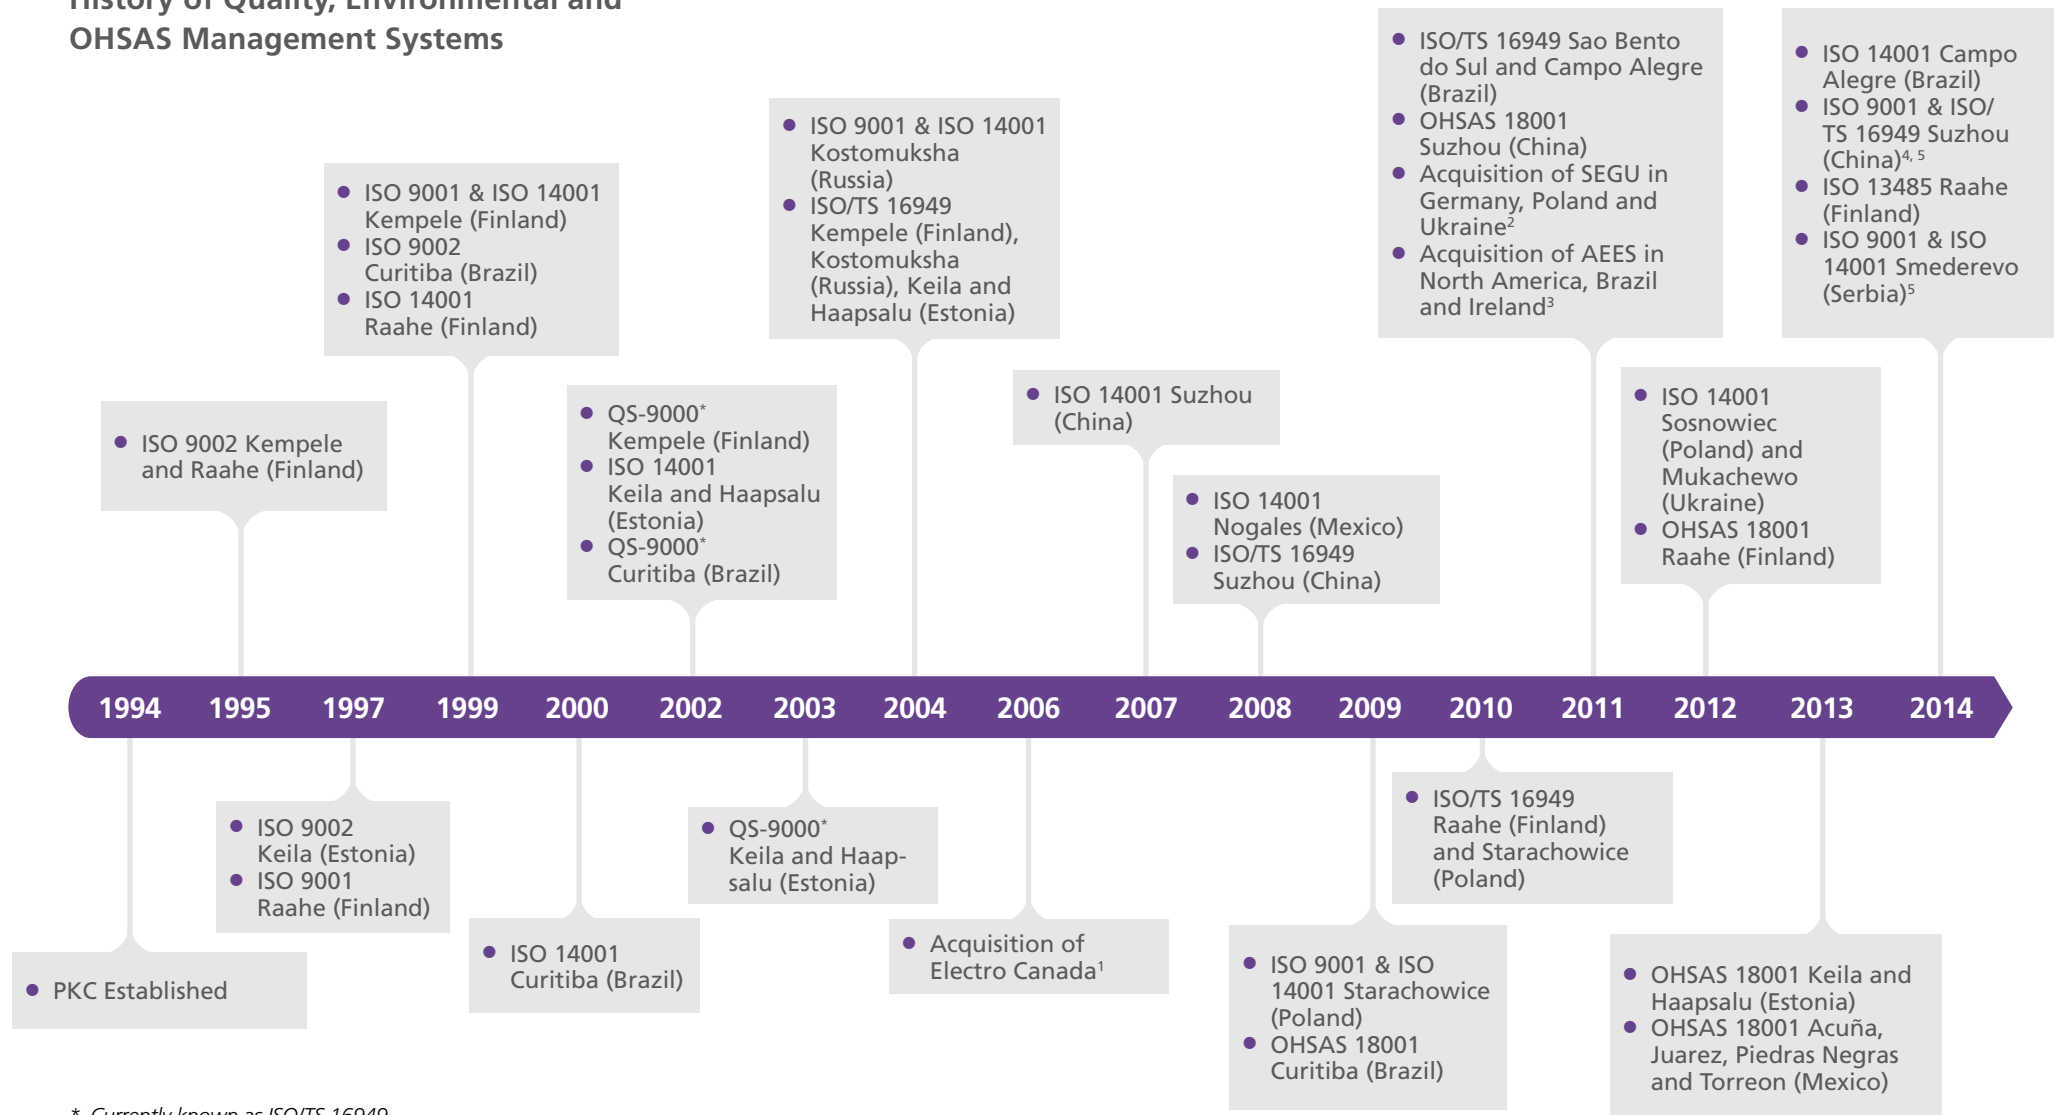 History of Quality, Environmental and
OHSAS Management Systems
ISO/TS 16949 Sao Bento
do Sul and Campo Alegre
(Brazil)
OHSAS 18001
Suzhou (China)
Acquisition of SEGU in
Germany, Poland and
Ukraine2
Acquisition of AEES in
North America, Brazil
and Ireland3
ISO 14001 Campo
Alegre (Brazil)
ISO 9001 & ISO/
TS 16949 Suzhou
(China)4, 5
ISO 13485 Raahe
(Finland)
ISO 9001 & ISO
14001 Smederevo
(Serbia)5
ISO 9001 & ISO 14001
Kostomuksha
(Russia)
ISO/TS 16949
Kempele (Finland),
Kostomuksha
(Russia), Keila and
Haapsalu (Estonia)
ISO 9001 & ISO 14001
Kempele (Finland)
ISO 9002
Curitiba (Brazil)
ISO 14001
Raahe (Finland)
ISO 9002 Kempele
and Raahe (Finland)
QS-9000*
Kempele (Finland)
ISO 14001
Keila and Haapsalu
(Estonia)
QS-9000*
Curitiba (Brazil)
ISO 14001 Suzhou
(China)
ISO 14001
Nogales (Mexico)
ISO/TS 16949
Suzhou (China)
ISO 14001
Sosnowiec
(Poland) and
Mukachewo
(Ukraine)
OHSAS 18001
Raahe (Finland)
1994 1995 1997 1999 2000 2002 2003 2004 2006 2007 2008 2009 2010 2011 2012 2013 2014
PKC Established
ISO 9002
Keila (Estonia)
ISO 9001
Raahe (Finland)
ISO 14001
Curitiba (Brazil)
QS-9000*
Keila and Haap-
salu (Estonia)
Acquisition of
Electro Canada1
ISO 9001 & ISO
14001 Starachowice
(Poland)
OHSAS 18001
Curitiba (Brazil)
ISO/TS 16949
Raahe (Finland)
and Starachowice
(Poland)
OHSAS 18001 Keila and
Haapsalu (Estonia)
OHSAS 18001 Acuña,
Juarez, Piedras Negras
and Torreon (Mexico)
* Currently known as ISO/TS 16949